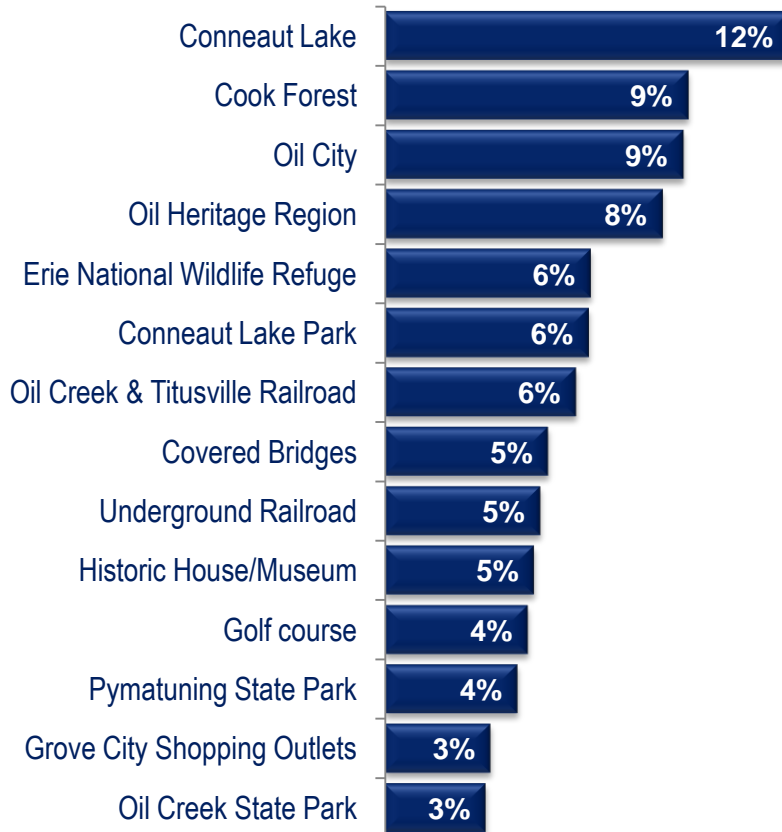 Conneaut Lake 12%
Cook Forest 9%
Oil City 9%
Oil Heritage Region 8%
Erie National Wildlife Refuge 6%
Conneaut Lake Park 6%
Oil Creek & Titusville Railroad 6%
Covered Bridges 5%
Underground Railroad 5%
Historic House/Museum 5%
Golf course 4%
Pymatuning State Park 4%
Grove City Shopping Outlets 3%
Oil Creek State Park 3%